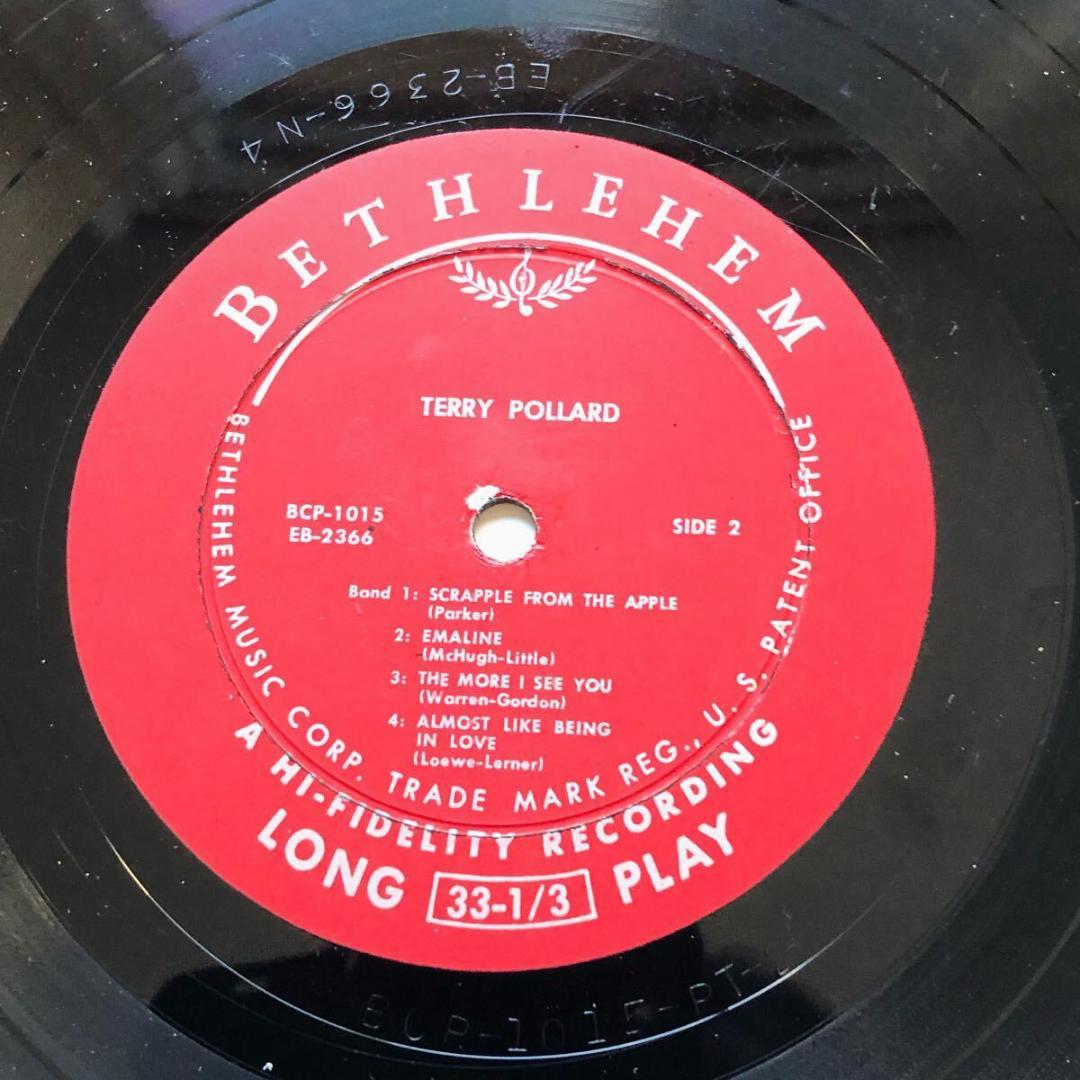 EB-2366-N4
BETHLEHEM
TERRY POLLARD
BCP-1015
EB-2366
SIDE 2
Band 1: SCRAPPLE FROM THE APPLE
(Parker)
2: EMALINE
(McHugh-Little)
3: THE MORE I SEE YOU
(Warren-Gordon)
4: ALMOST LIKE BEING
IN LOVE
(Loewe-Lerner)
BETHLEHEM MUSIC CORP. TRADE MARK REG., U. S. PATENT OFFICE
A HI-FIDELITY RECORDING
LONG 33-1/3 PLAY